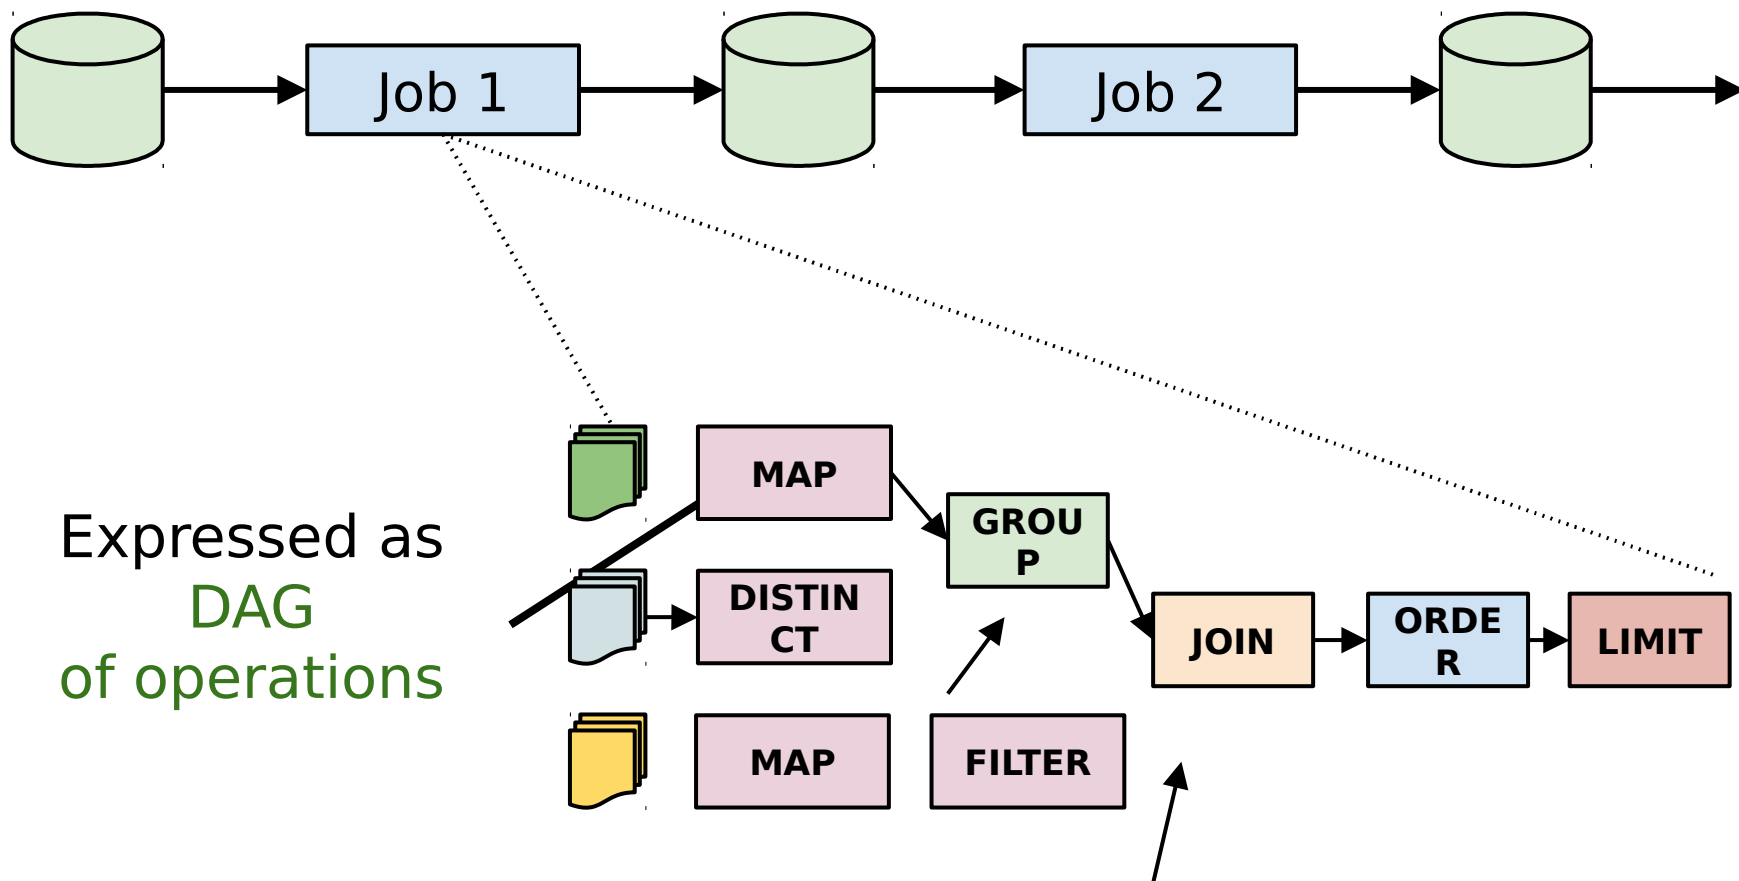 Job 1
Job 2
Expressed as
DAG
of operations
MAP
GROU
P
DISTIN
CT
JOIN
ORDE
R
LIMIT
MAP
FILTER